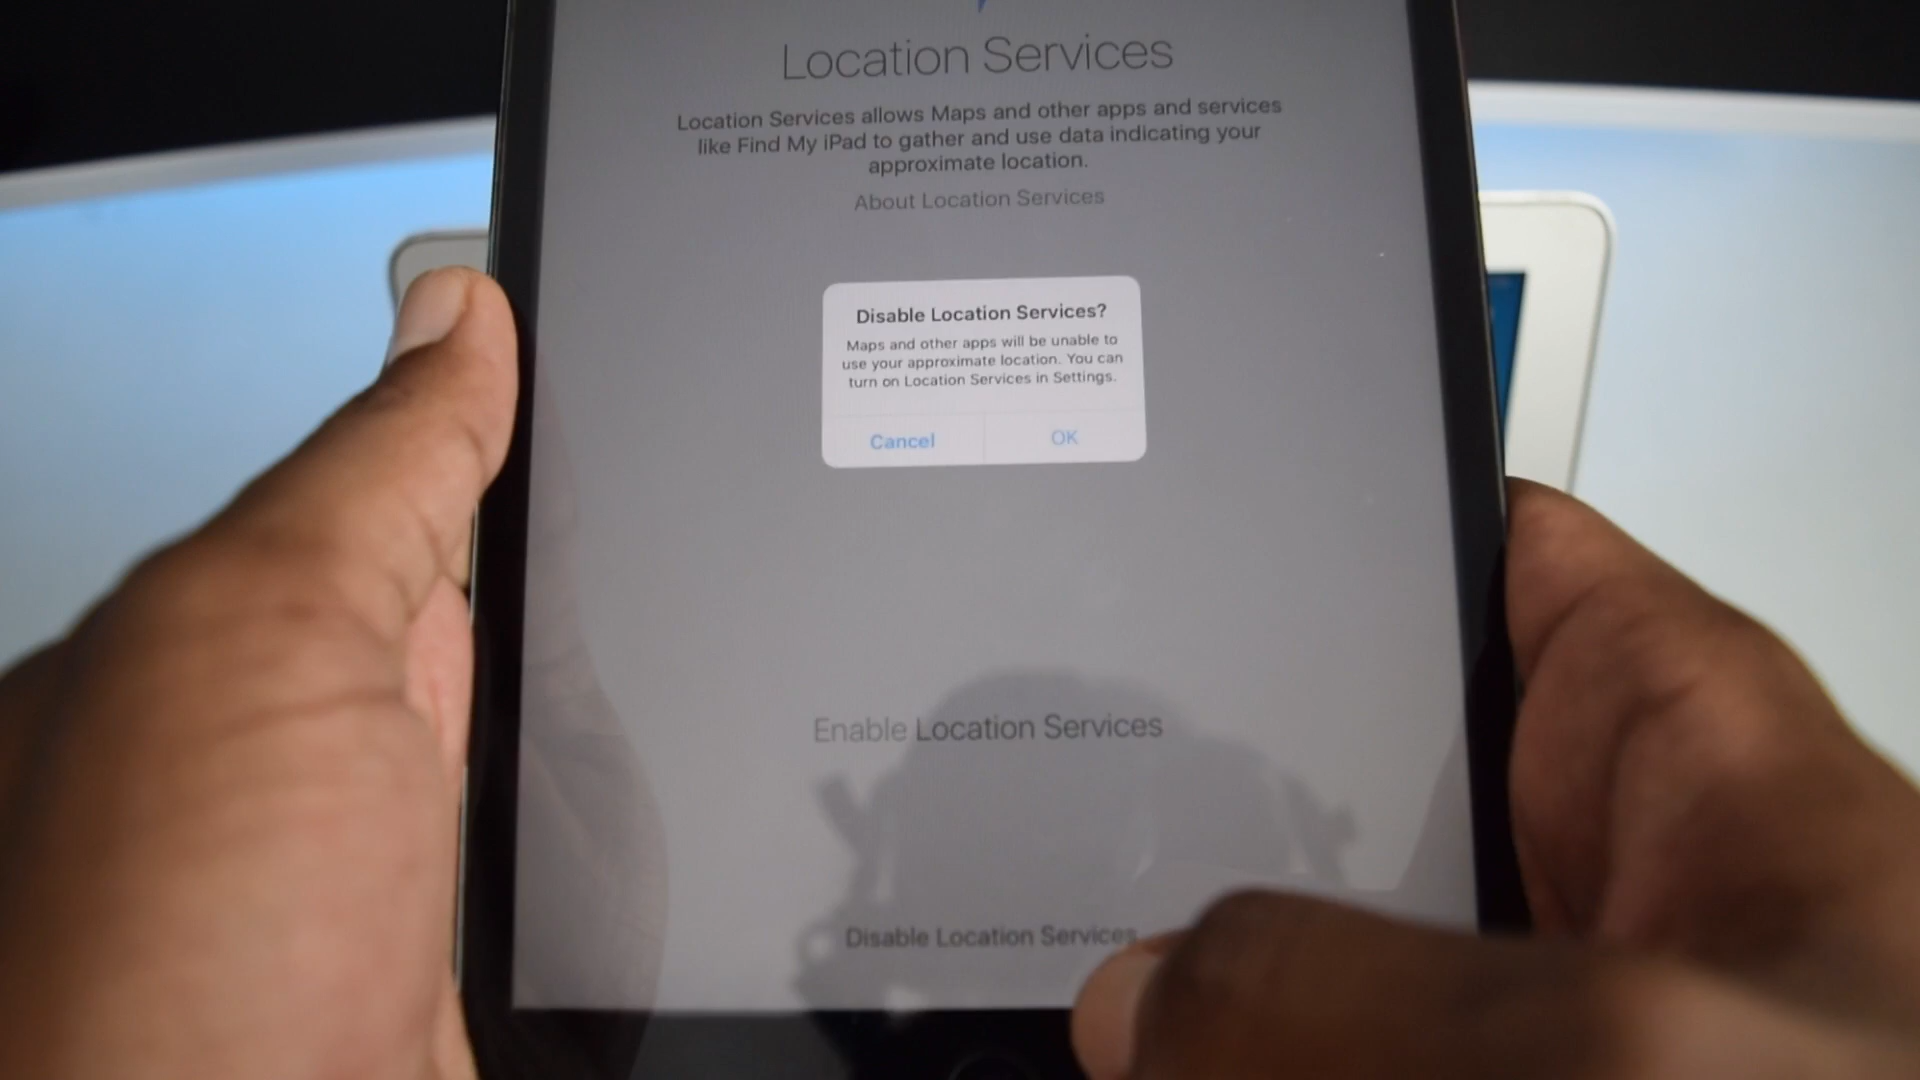 Location Services
Location Services allows Maps and other apps and services
like Find My iPad to gather and use data indicating your
approximate location.
About Location Services
Disable Location Services?
Maps and other apps will be unable to
use your approximate location. You can
turn on Location Services in Settings.
Cancel OK
Enable Location Services
Disable Location Services